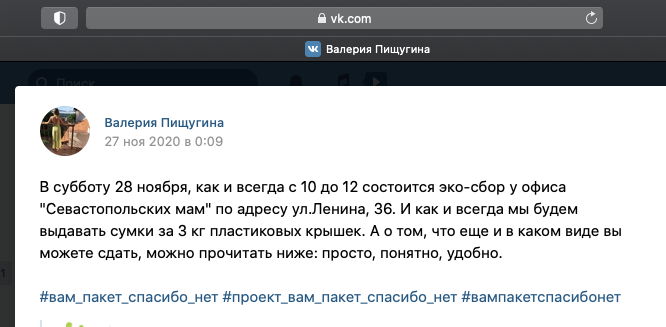 vk.com
Валерия Пищугина
Поиск
Валерия Пищугина
27 ноя 2020 в 0:09
В субботу 28 ноября, как и всегда с 10 до 12 состоится эко-сбор у офиса
"Севастопольских мам" по адресу ул.Ленина, 36. И как и всегда мы будем
выдавать сумки за 3 кг пластиковых крышек. А о том, что еще и в каком виде вы
можете сдать, можно прочитать ниже: просто, понятно, удобно.
#вам_пакет_спасибо_нет #проект_вам_пакет_спасибо_нет #вампакетспасибонет